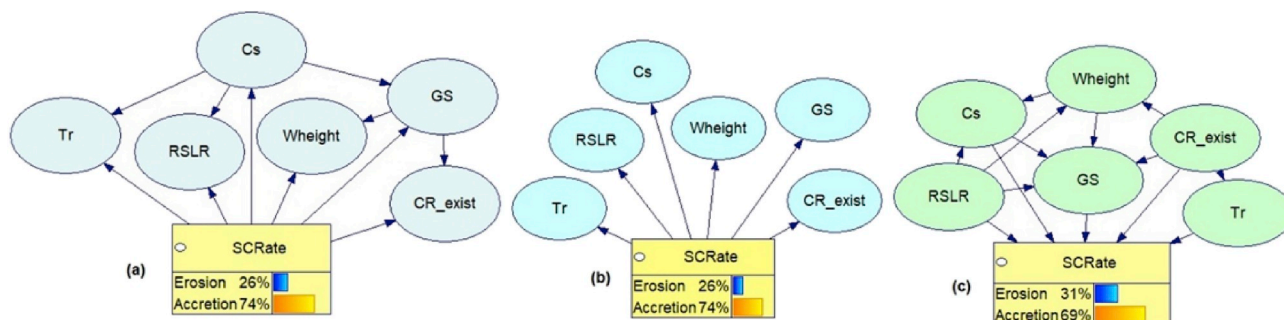 Cs
Tr
RSLR
Wheight
GS
CR_exist
SCRate
(a)
Erosion 26%
Accretion 74%
Cs
GS
RSLR
Wheight
Tr
CR_exist
SCRate
(b)
Erosion 26%
Accretion 74%
Wheight
Cs
CR_exist
RSLR
GS
Tr
SCRate
(c)
Erosion 31%
Accretion 69%